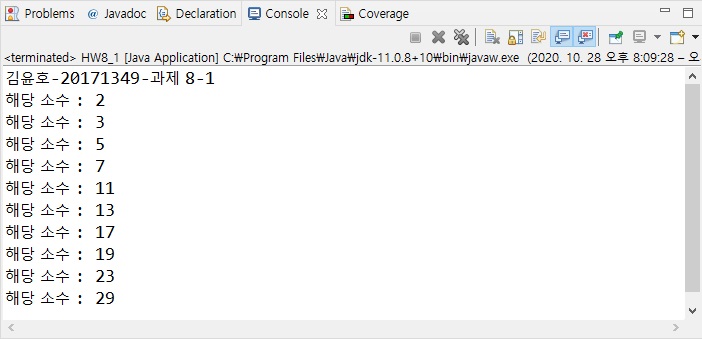 Problems @ Javadoc Declaration Console Coverage
<terminated> HW8_1 [Java Application] C:₩Program Files₩Java₩jdk-11.0.8+10₩bin₩javaw.exe (2020. 10. 28 오후 8:09:28 – 오
김윤호-20171349-과제 8-1
해당 소수 : 2
해당 소수 : 3
해당 소수 : 5
해당 소수 : 7
해당 소수 : 11
해당 소수 : 13
해당 소수 : 17
해당 소수 : 19
해당 소수 : 23
해당 소수 : 29